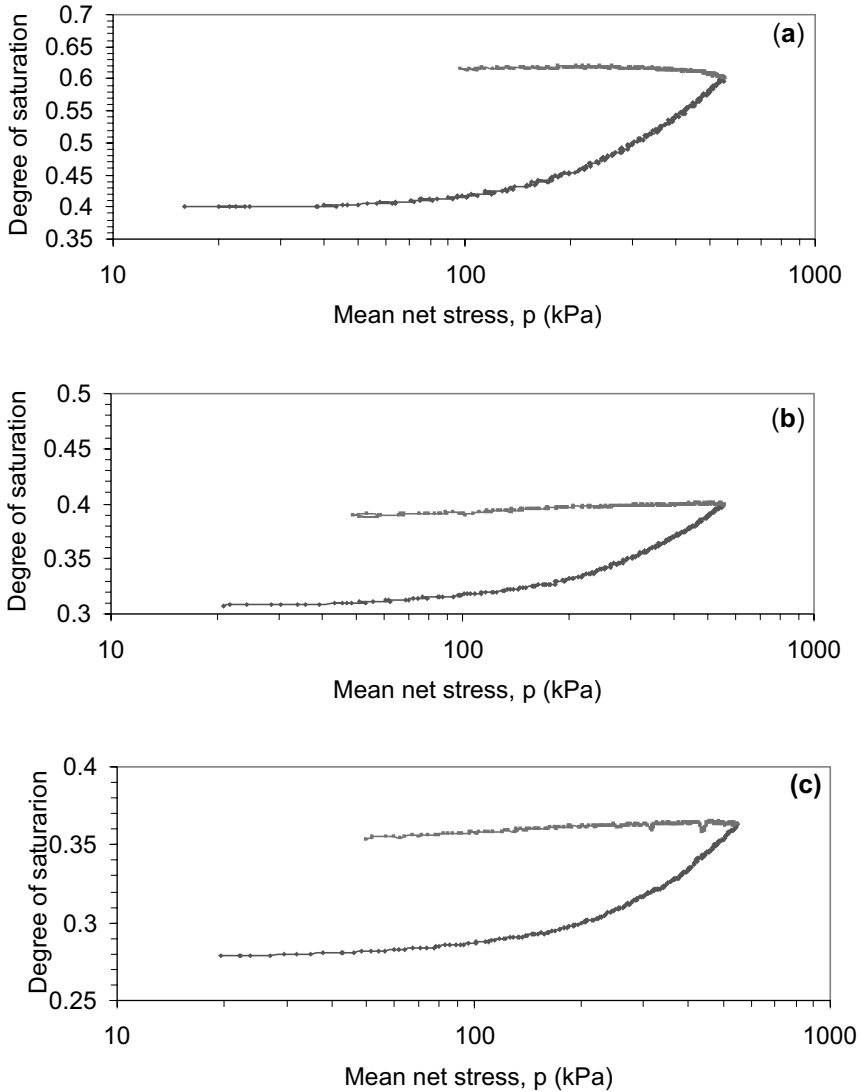 0.7
(a)
0.65
0.6
0.55
0.5
0.45
0.4
0.35
10 100 1000
Mean net stress, p (kPa)
Degree of saturation
0.5
(b)
0.45
0.4
0.35
0.3
10 100 1000
Mean net stress, p (kPa)
Degree of saturation
0.4
(c)
0.35
0.3
0.25
10 100 1000
Mean net stress, p (kPa)
Degree of saturarion